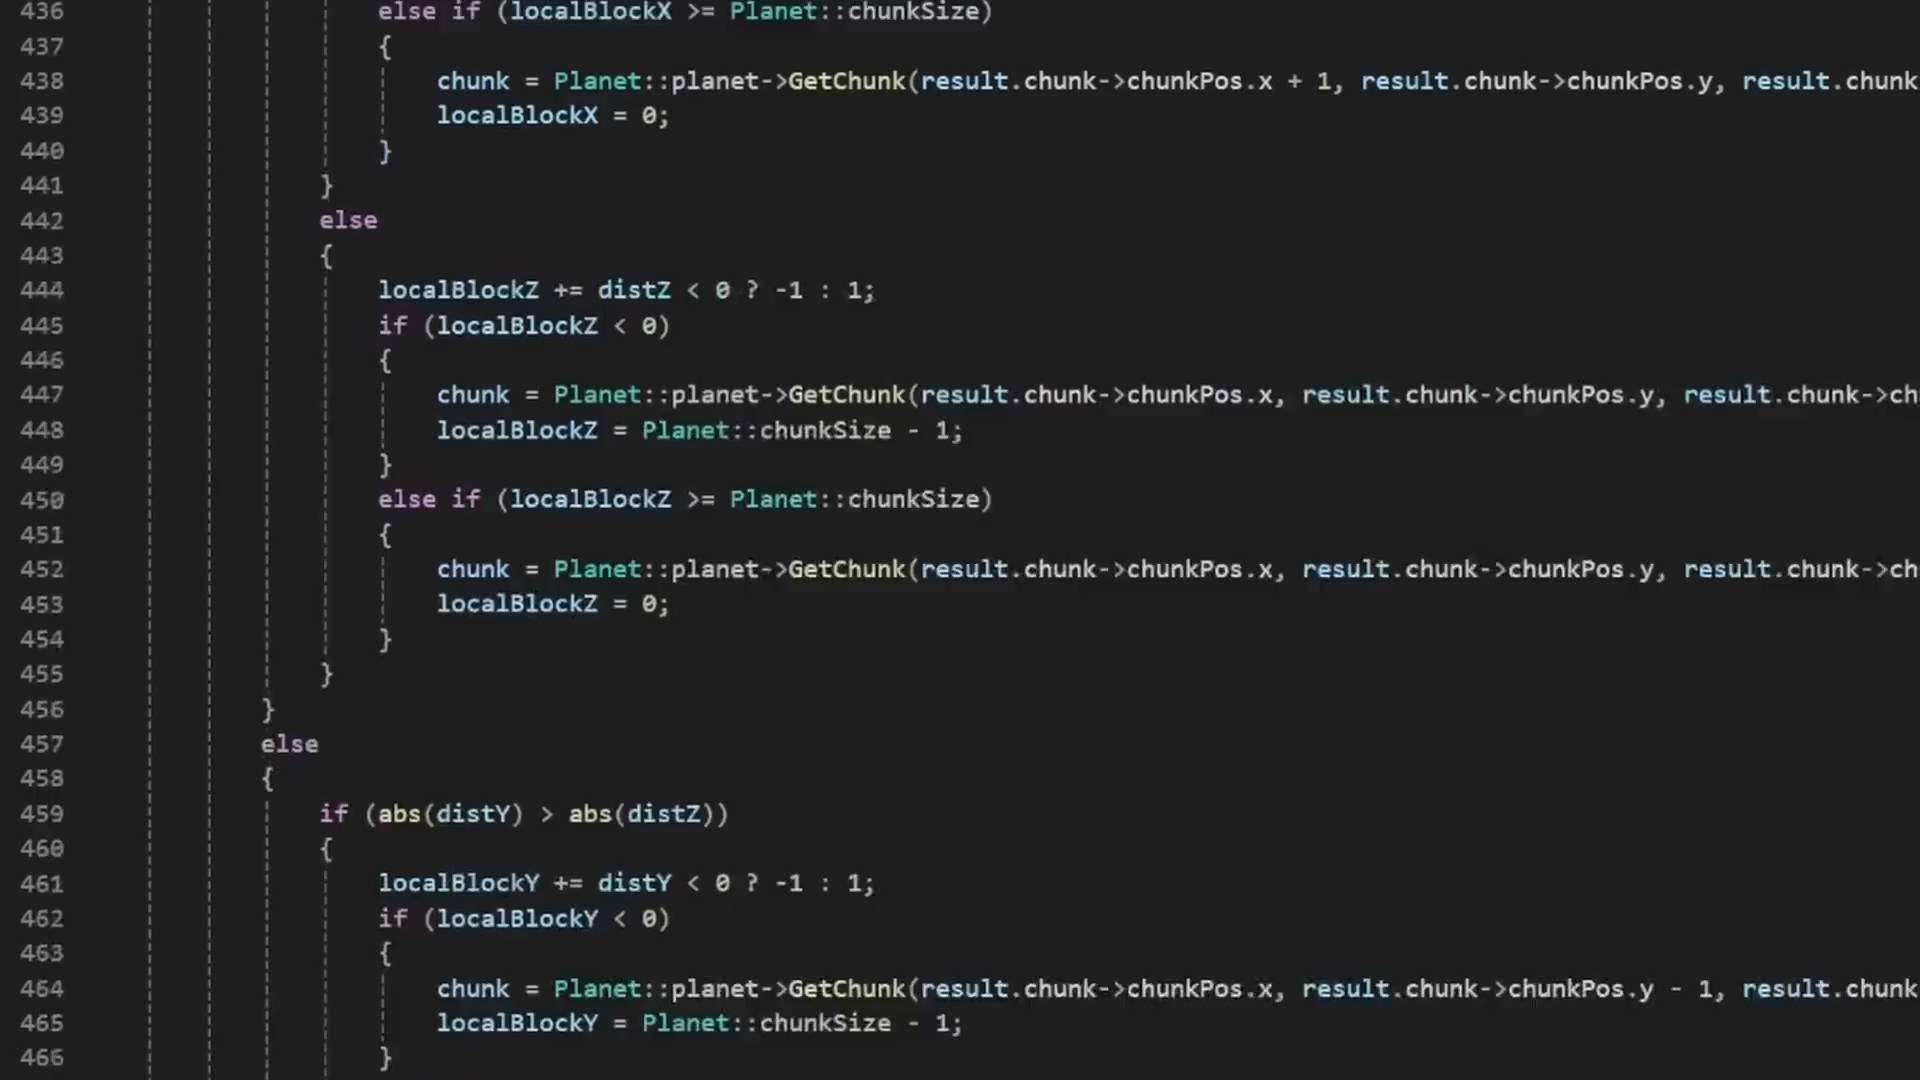 436 else if (localBlockX >= Planet::chunkSize)
437 {
438 chunk = Planet::planet->GetChunk(result.chunk->chunkPos.x + 1, result.chunk->chunkPos.y, result.chunk
439 localBlockX = 0;
440 }
441 }
442 else
443 {
444 localBlockZ += distZ < 0 ? -1 : 1;
445 if (localBlockZ < 0)
446 {
447 chunk = Planet::planet->GetChunk(result.chunk->chunkPos.x, result.chunk->chunkPos.y, result.chunk->ch
448 localBlockZ = Planet::chunkSize - 1;
449 }
450 else if (localBlockZ >= Planet::chunkSize)
451 {
452 chunk = Planet::planet->GetChunk(result.chunk->chunkPos.x, result.chunk->chunkPos.y, result.chunk->ch
453 localBlockZ = 0;
454 }
455 }
456 }
457 else
458 {
459 if (abs(distY) > abs(distZ))
460 {
461 localBlockY += distY < 0 ? -1 : 1;
462 if (localBlockY < 0)
463 {
464 chunk = Planet::planet->GetChunk(result.chunk->chunkPos.x, result.chunk->chunkPos.y - 1, result.chunk
465 localBlockY = Planet::chunkSize - 1;
466 }